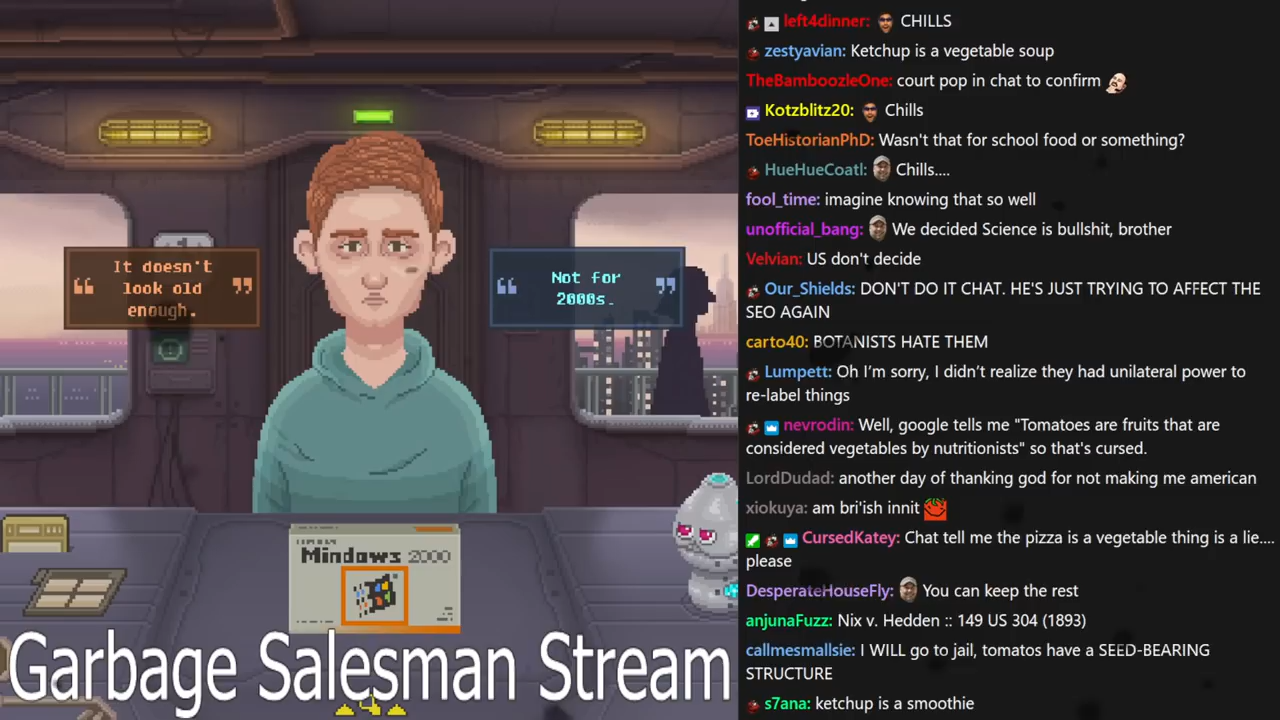 “ It doesn't
look old
enough. ”
“ Not for
2000s. ”
Mindows 2000
Garbage Salesman Stream
left4dinner: CHILLS
zestyavian: Ketchup is a vegetable soup
TheBamboozleOne: court pop in chat to confirm
Kotzblitz20: Chills
ToeHistorianPhD: Wasn't that for school food or something?
HueHueCoatl: Chills....
fool_time: imagine knowing that so well
unofficial_bang: We decided Science is bullshit, brother
Velvian: US don't decide
Our_Shields: DON'T DO IT CHAT. HE'S JUST TRYING TO AFFECT THE
SEO AGAIN
carto40: BOTANISTS HATE THEM
Lumpett: Oh I’m sorry, I didn’t realize they had unilateral power to
re-label things
nevrodin: Well, google tells me "Tomatoes are fruits that are
considered vegetables by nutritionists" so that's cursed.
LordDudad: another day of thanking god for not making me american
xiokuya: am bri'ish innit
CursedKatey: Chat tell me the pizza is a vegetable thing is a lie....
please
DesperateHouseFly: You can keep the rest
anjunaFuzz: Nix v. Hedden :: 149 US 304 (1893)
callmesmallsie: I WILL go to jail, tomatos have a SEED-BEARING
STRUCTURE
s7ana: ketchup is a smoothie